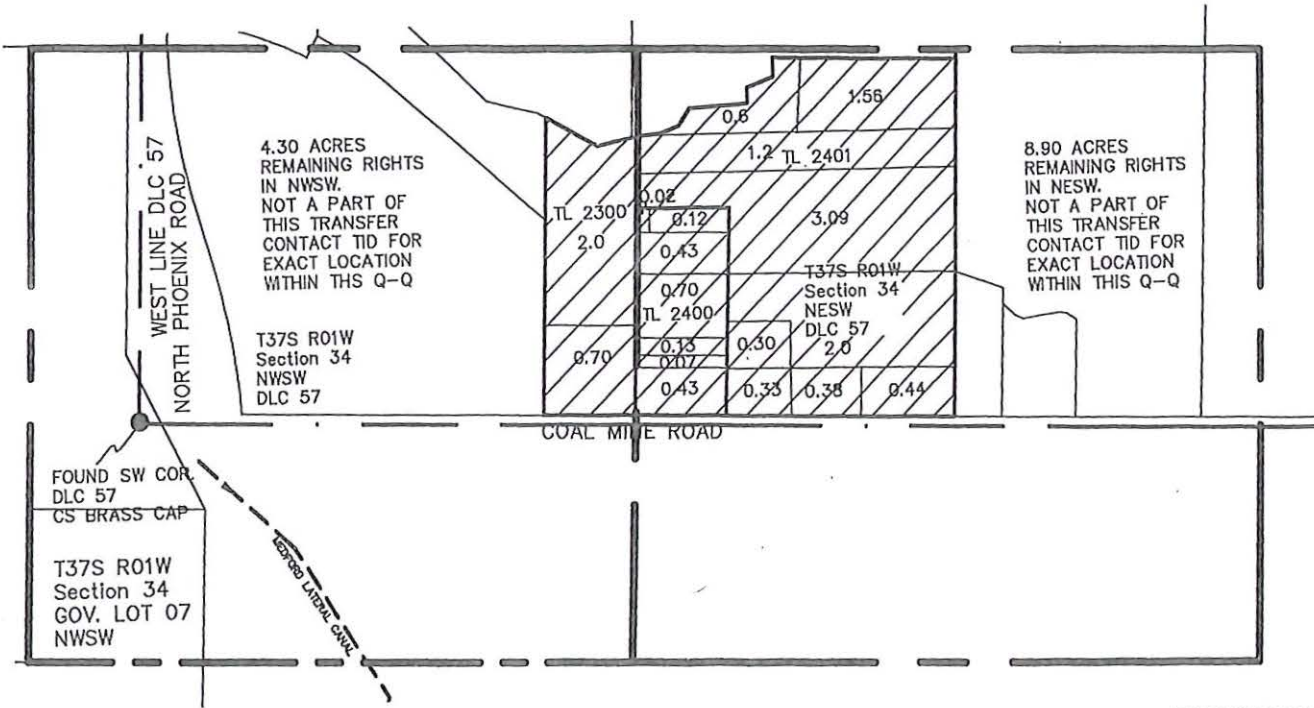 WEST LINE DLC 57
NORTH PHOENIX ROAD
4.30 ACRES
REMAINING RIGHTS
IN NWSW.
NOT A PART OF
THIS TRANSFER
CONTACT TID FOR
EXACT LOCATION
WITHIN THS Q-Q
T37S R01W
Section 34
NWSW
DLC 57
TL 2300
2.0
0.70
0.6
1.56
1.2 TL 2401
0.02
0.12
3.09
0.43
0.70
TL 2400
0.13
0.07
0.43
0.30
0.33
0.38
0.44
T37S R01W
Section 34
NESW
DLC 57
2.0
8.90 ACRES
REMAINING RIGHTS
IN NESW.
NOT A PART OF
THIS TRANSFER
CONTACT TID FOR
EXACT LOCATION
WITHIN THIS Q-Q
COAL MINE ROAD
FOUND SW COR.
DLC 57
CS BRASS CAP
MEDFORD LATERAL CANAL
T37S R01W
Section 34
GOV. LOT 07
NWSW